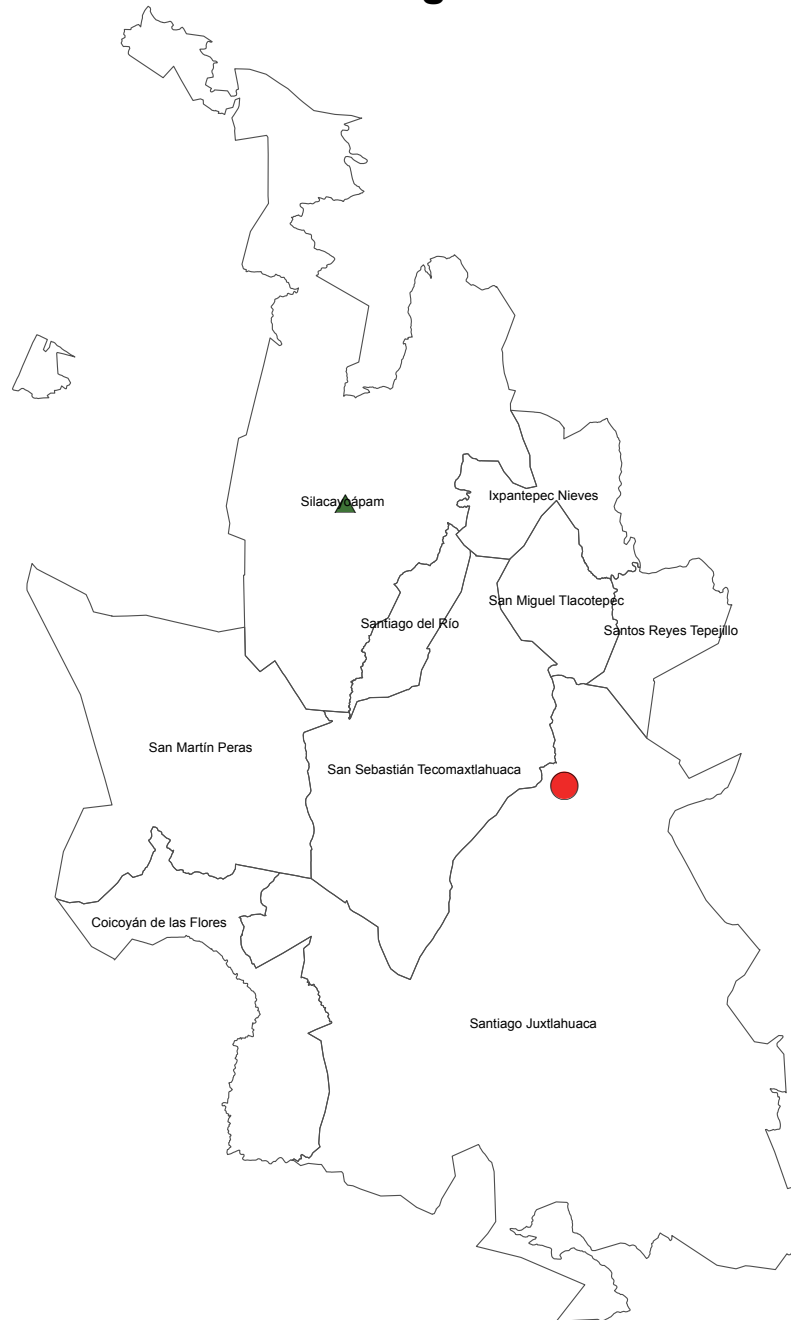 Silacayoápam
Ixpantepec Nieves
San Miguel Tlacotepec
Santiago del Río
Santos Reyes Tepejillo
San Martín Peras
San Sebastián Tecomaxtlahuaca
Coicoyán de las Flores
Santiago Juxtlahuaca